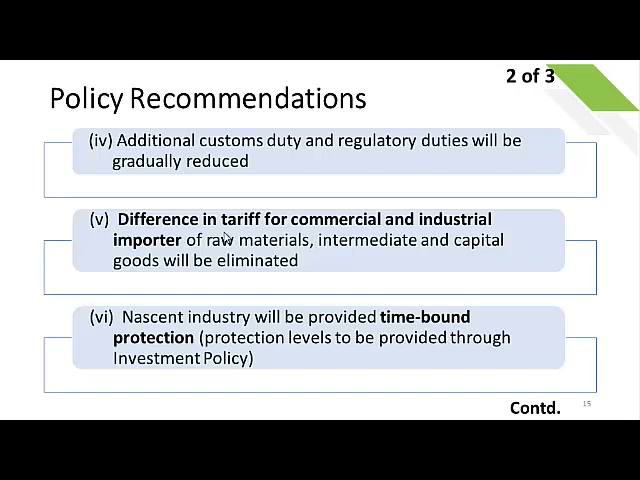 2 of 3
Policy Recommendations
(iv) Additional customs duty and regulatory duties will be
gradually reduced
(v) Difference in tariff for commercial and industrial
importer of raw materials, intermediate and capital
goods will be eliminated
(vi) Nascent industry will be provided time-bound
protection (protection levels to be provided through
Investment Policy)
Contd.
15